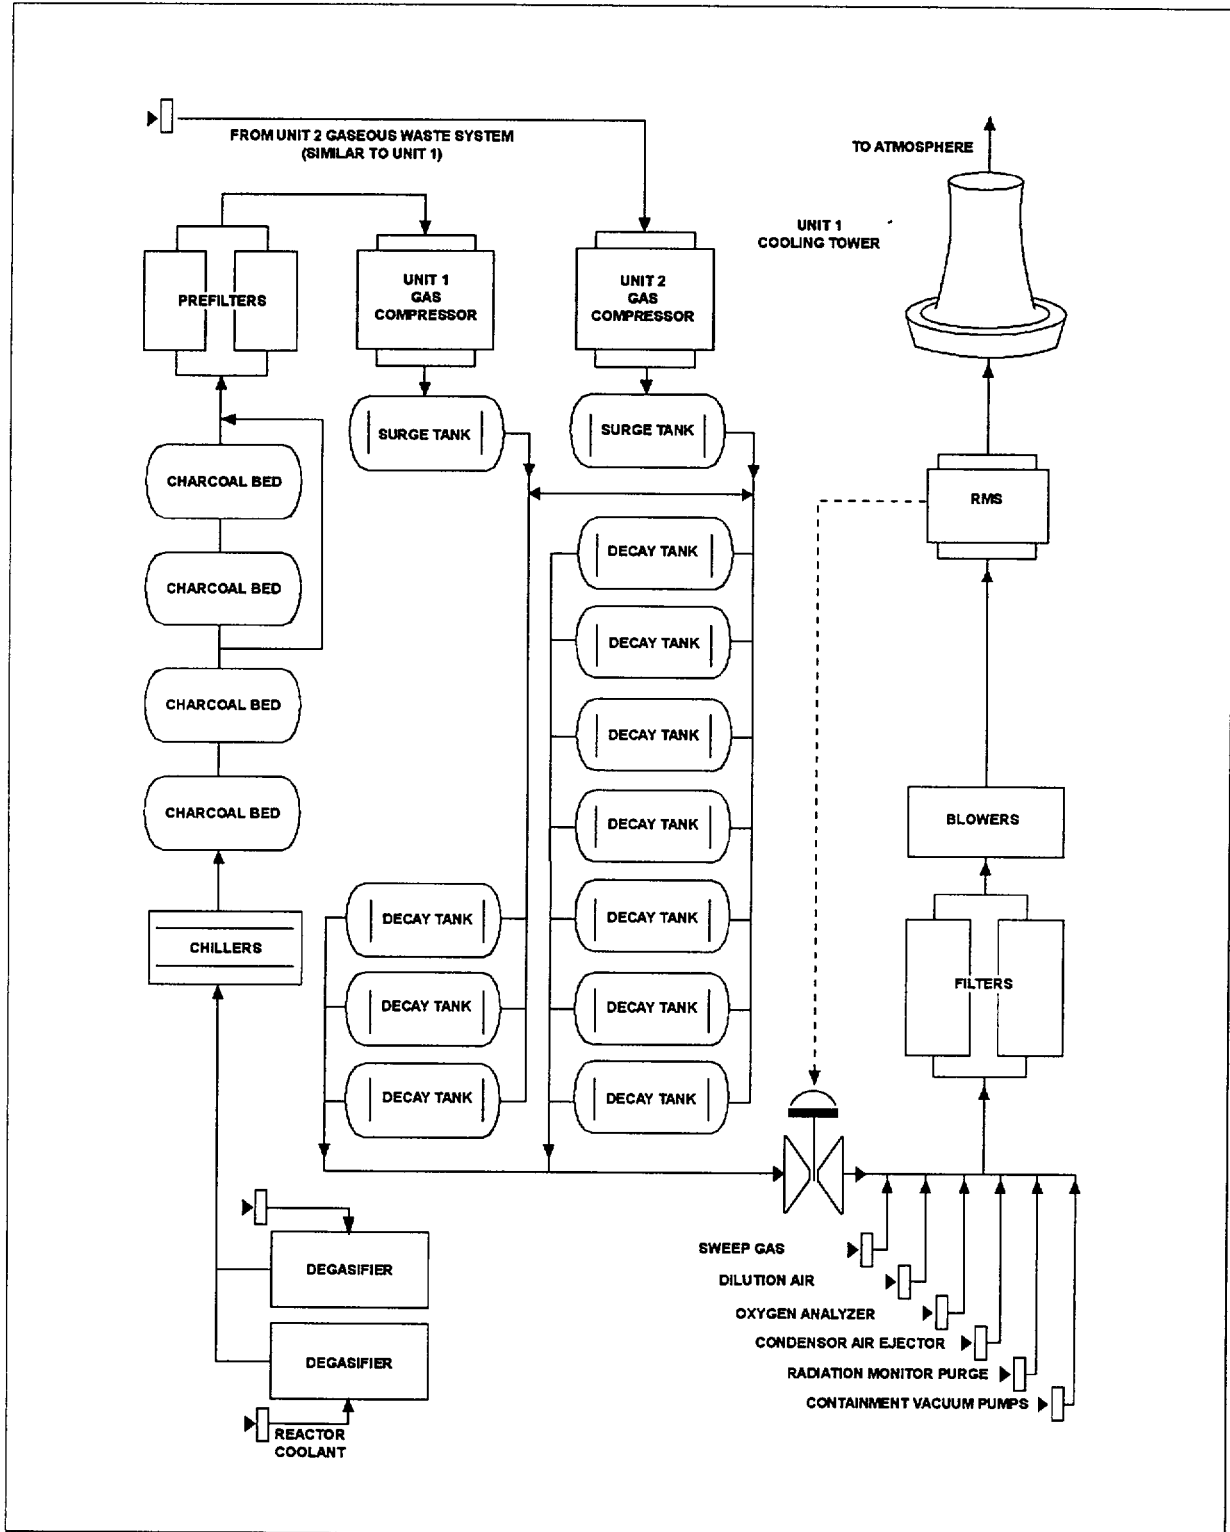 FROM UNIT 2 GASEOUS WASTE SYSTEM
(SIMILAR TO UNIT 1)
TO ATMOSPHERE
UNIT 1
COOLING TOWER
PREFILTERS
UNIT 1
GAS
COMPRESSOR
UNIT 2
GAS
COMPRESSOR
SURGE TANK
SURGE TANK
CHARCOAL BED
RMS
DECAY TANK
CHARCOAL BED
DECAY TANK
CHARCOAL BED
DECAY TANK
CHARCOAL BED
DECAY TANK
BLOWERS
DECAY TANK
DECAY TANK
CHILLERS
FILTERS
DECAY TANK
DECAY TANK
DECAY TANK
DECAY TANK
SWEEP GAS
DEGASIFIER
DILUTION AIR
OXYGEN ANALYZER
CONDENSOR AIR EJECTOR
DEGASIFIER
RADIATION MONITOR PURGE
CONTAINMENT VACUUM PUMPS
REACTOR
COOLANT